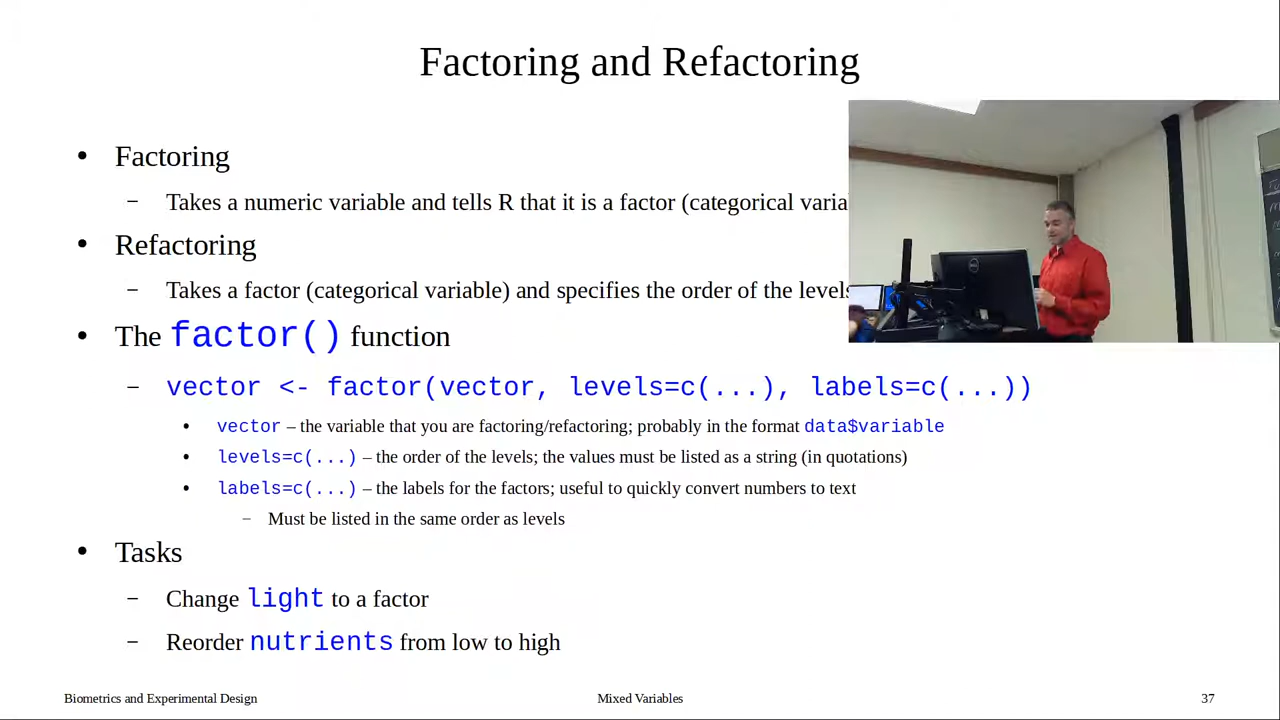 Factoring and Refactoring
• Factoring
– Takes a numeric variable and tells R that it is a factor (categorical varia
• Refactoring
– Takes a factor (categorical variable) and specifies the order of the levels
• The factor() function
– vector <- factor(vector, levels=c(...), labels=c(...))
• vector – the variable that you are factoring/refactoring; probably in the format data$variable
• levels=c(...) – the order of the levels; the values must be listed as a string (in quotations)
• labels=c(...) – the labels for the factors; useful to quickly convert numbers to text
– Must be listed in the same order as levels
• Tasks
– Change light to a factor
– Reorder nutrients from low to high
Biometrics and Experimental Design
Mixed Variables
37